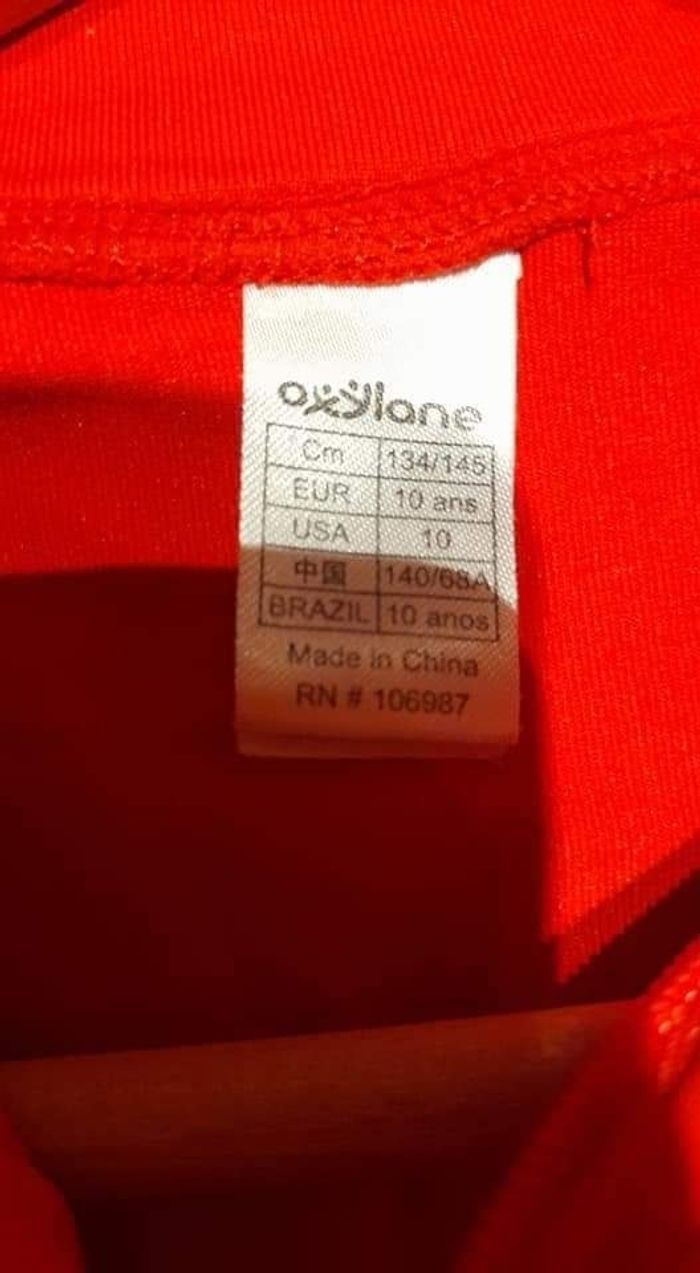 oxylane
Cm 134/145
EUR 10 ans
USA 10
中国 140/68A
BRAZIL 10 anos
Made in China
RN # 106987